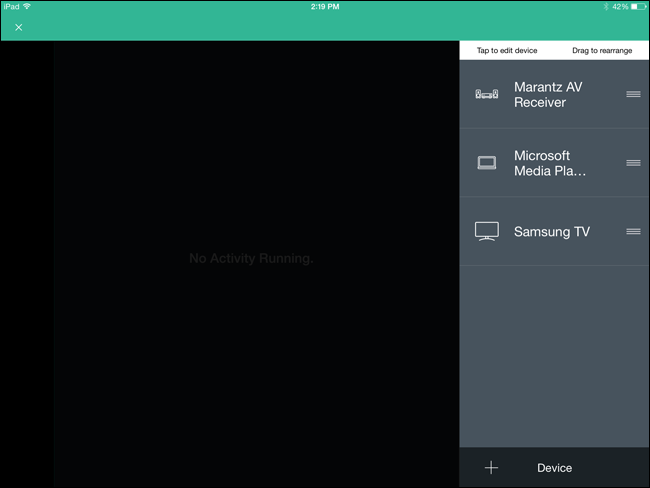 iPad 2:19 PM 42%
Tap to edit device Drag to rearrange
Marantz AV
Receiver
Microsoft
Media Pla...
Samsung TV
No Activity Running.
Device